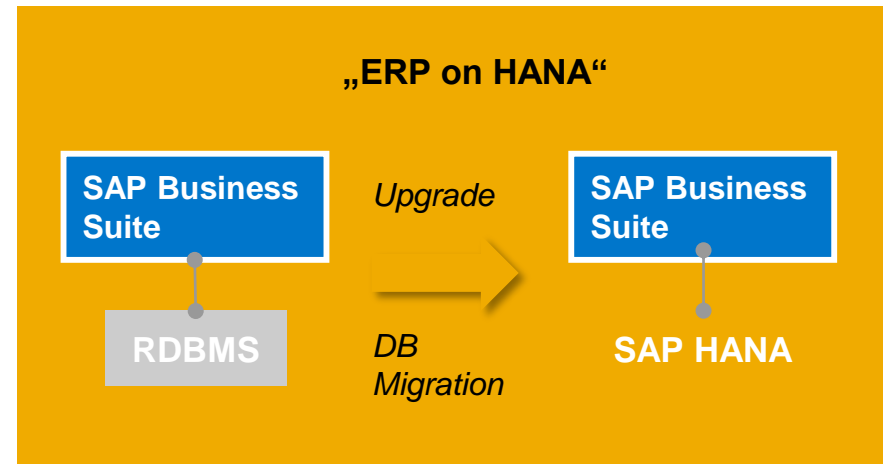 „ERP on HANA“
SAP Business
Suite
Upgrade
SAP Business
Suite
RDBMS
DB
Migration
SAP HANA